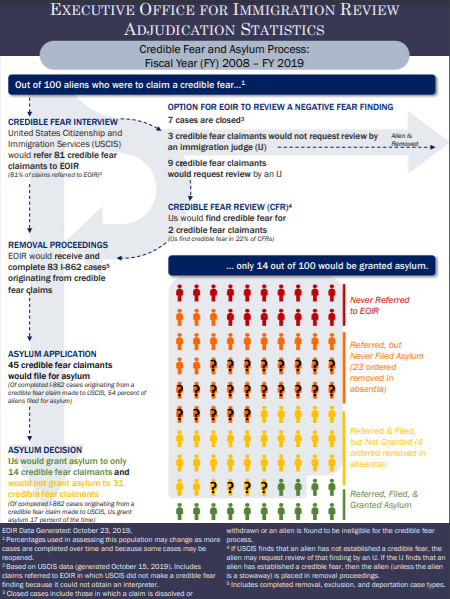 EXECUTIVE OFFICE FOR IMMIGRATION REVIEW
ADJUDICATION STATISTICS
Credible Fear and Asylum Process:
Fiscal Year (FY) 2008 – FY 2019
Out of 100 aliens who were to claim a credible fear...¹
CREDIBLE FEAR INTERVIEW
United States Citizenship and
Immigration Services (USCIS)
would refer 81 credible fear
claimants to EOIR
(81% of claims referred to EOIR)²
OPTION FOR EOIR TO REVIEW A NEGATIVE FEAR FINDING
7 cases are closed³
3 credible fear claimants would not request review by
an immigration judge (IJ)
Alien Is
Removed
9 credible fear claimants
would request review by an IJ
CREDIBLE FEAR REVIEW (CFR)⁴
IJs would find credible fear for
2 credible fear claimants
(IJs find credible fear in 22% of CFRs)
REMOVAL PROCEEDINGS
EOIR would receive and
complete 83 I-862 cases⁵
originating from credible
fear claims
... only 14 out of 100 would be granted asylum.
Never Referred
to EOIR
Referred, but
Never Filed Asylum
(23 ordered
removed in
absentia)
ASYLUM APPLICATION
45 credible fear claimants
would file for asylum
(Of completed I-862 cases originating from a
credible fear claim made to USCIS, 54 percent of
aliens filed for asylum)
Referred & Filed,
but Not Granted (4
ordered removed in
absentia)
ASYLUM DECISION
IJs would grant asylum to only
14 credible fear claimants and
would not grant asylum to 31
credible fear claimants
(Of completed I-862 cases originating from a
credible fear claim made to USCIS, IJs grant
asylum 17 percent of the time)
Referred, Filed, &
Granted Asylum
EOIR Data Generated: October 23, 2019,
¹ Percentages used in assessing this population may change as more
cases are completed over time and because some cases may be
reopened.
² Based on USCIS data (generated October 15, 2019). Includes
claims referred to EOIR in which USCIS did not make a credible fear
finding because it could not obtain an interpreter.
³ Closed cases include those in which a claim is dissolved or
withdrawn or an alien is found to be ineligible for the credible fear
process.
⁴ If USCIS finds that an alien has not established a credible fear, the
alien may request review of that finding by an IJ. If the IJ finds that an
alien has established a credible fear, then the alien (unless the alien
is a stowaway) is placed in removal proceedings.
⁵ Includes completed removal, exclusion, and deportation case types.